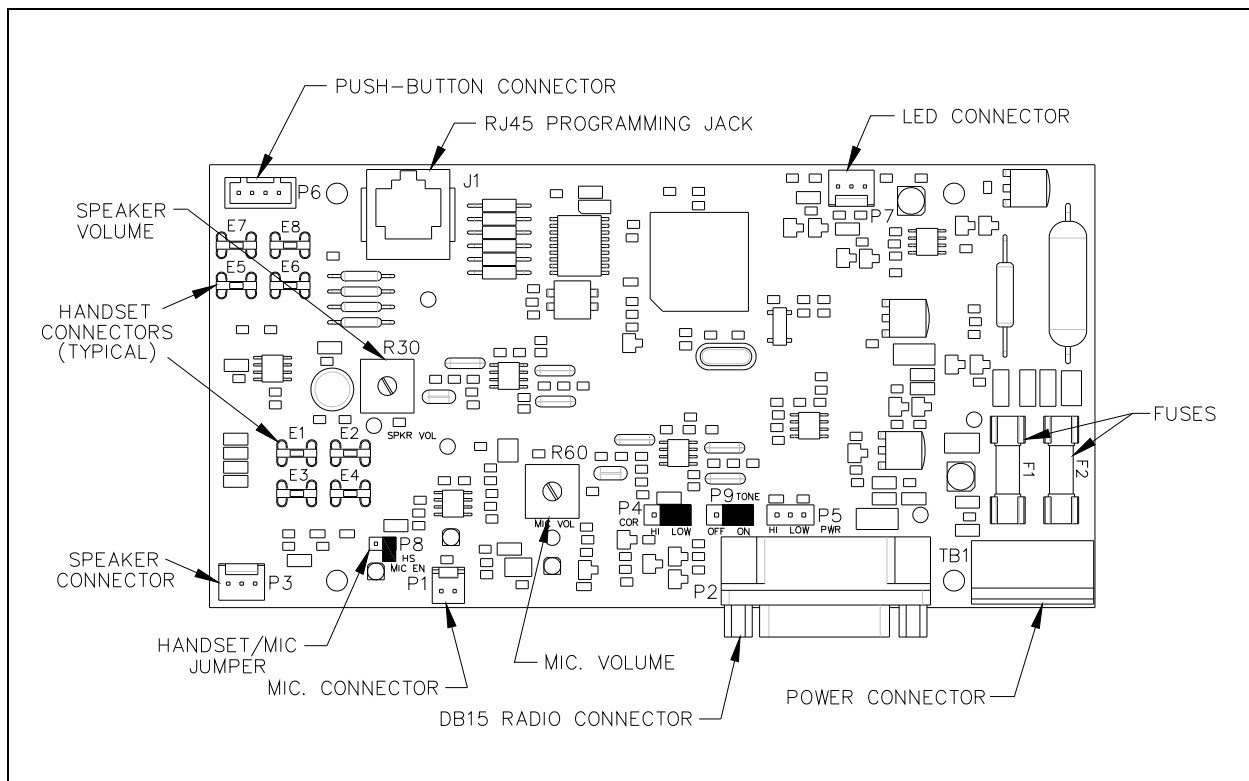 PUSH-BUTTON CONNECTOR
RJ45 PROGRAMMING JACK
LED CONNECTOR
P6
J1
P7
SPEAKER
VOLUME
E7
E8
E5
E6
HANDSET
CONNECTORS
(TYPICAL)
R30
SPKR VOL
FUSES
F1
F2
E1
E2
E3
E4
R60
MIC VOL
P4
COR
HI LOW
P9 TONE
OFF ON
P5
HI LOW PWR
P8
HS
MIC EN
SPEAKER
CONNECTOR
P3
P1
P2
TB1
HANDSET/MIC
JUMPER
MIC. CONNECTOR
MIC. VOLUME
DB15 RADIO CONNECTOR
POWER CONNECTOR